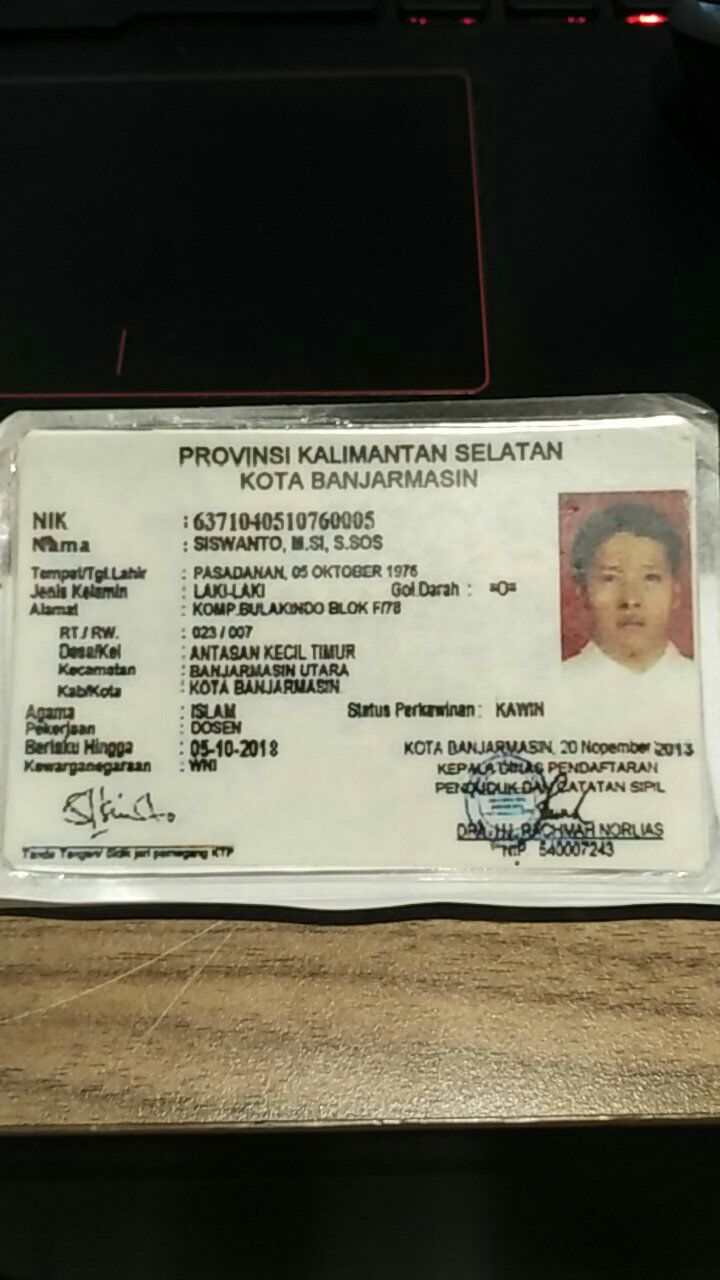 PROVINSI KALIMANTAN SELATAN
KOTA BANJARMASIN
NIK : 6371040510760005
Nama : SISWANTO, M.SI, S.SOS
Tempat/Tgl.Lahir : PASADANAN, 05 OKTOBER 1976
Jenis Kelamin : LAKI-LAKI Gol.Darah : =O=
Alamat : KOMP.BULAKINDO BLOK F/78
RT./RW. : 023 / 007
Desa/Kel : ANTASAN KECIL TIMUR
Kecamatan : BANJARMASIN UTARA
Kab/Kota : KOTA BANJARMASIN
Agama : ISLAM Status Perkawinan : KAWIN
Pekerjaan : DOSEN
Berlaku Hingga : 05-10-2018
Kewarganegaraan : WNI
KOTA BANJARMASIN, 20 Nopember 2013
KEPALA DINAS PENDAFTARAN
PENDUDUK DAN CATATAN SIPIL
DRA. HJ. RACHMAH NORLIAS
NIP. 540007243
Tanda Tangan/ Sidik jari pemegang KTP